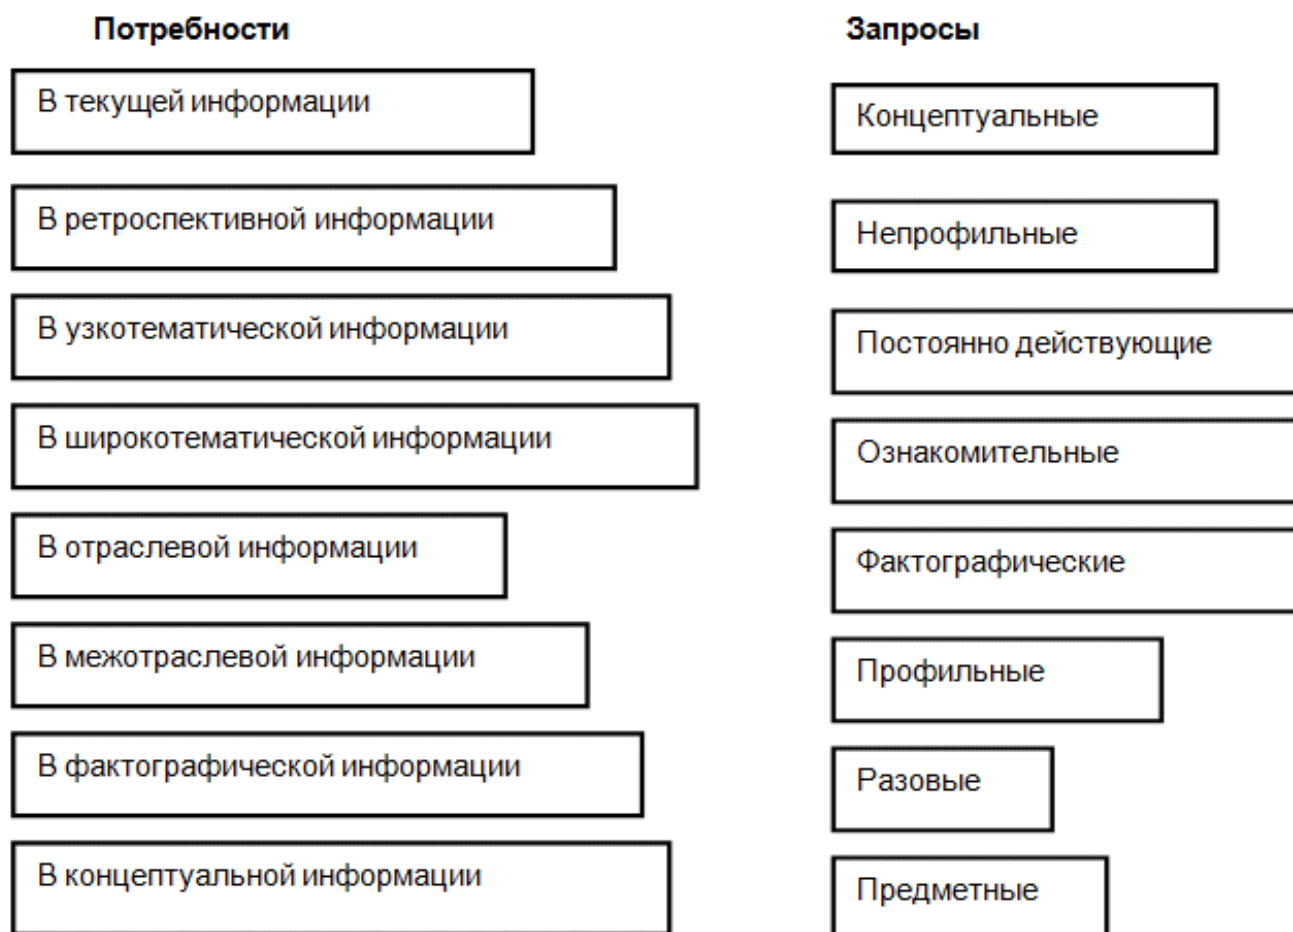 Потребности
В текущей информации
В ретроспективной информации
В узкотематической информации
В широкотематической информации
В отраслевой информации
В межотраслевой информации
В фактографической информации
В концептуальной информации
Запросы
Концептуальные
Непрофильные
Постоянно действующие
Ознакомительные
Фактографические
Профильные
Разовые
Предметные